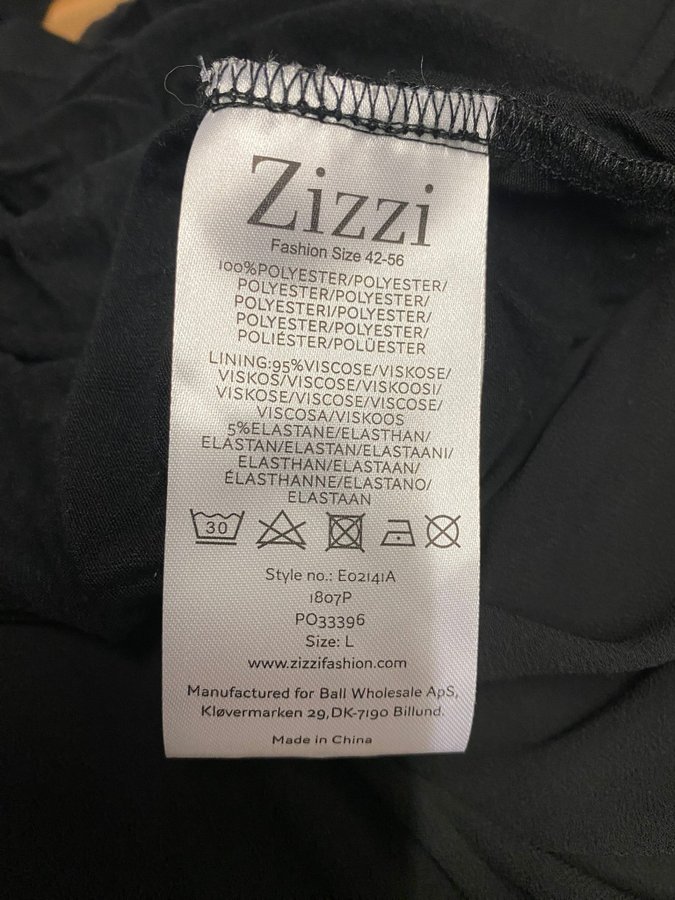 Zizzi
Fashion Size 42-56
100%POLYESTER/POLYESTER/
POLYESTER/POLYESTER/
POLYESTERI/POLYESTER/
POLYESTER/POLYESTER/
POLIÉSTER/POLÜESTER
LINING:95%VISCOSE/VISKOSE/
VISKOS/VISCOSE/VISKOOSI/
VISKOSE/VISCOSE/VISCOSE/
VISCOSA/VISKOOS
5%ELASTANE/ELASTHAN/
ELASTAN/ELASTAN/ELASTAANI/
ELASTHAN/ELASTAAN/
ÉLASTHANNE/ELASTANO/
ELASTAAN
30
Style no.: E02141A
1807P
PO33396
Size: L
www.zizzifashion.com
Manufactured for Ball Wholesale ApS,
Kløvermarken 29,DK-7190 Billund.
Made in China